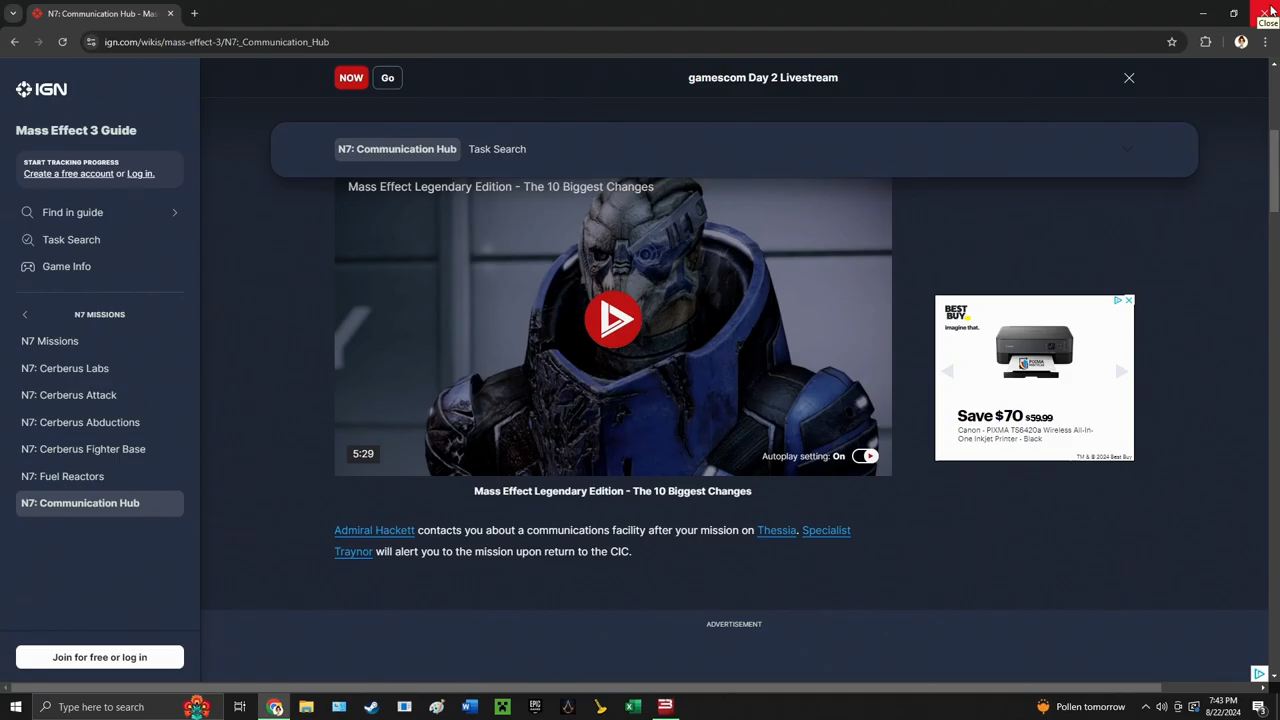 N7: Communication Hub - Mas
Close
ign.com/wikis/mass-effect-3/N7:_Communication_Hub
IGN
NOW
Go
gamescom Day 2 Livestream
Mass Effect 3 Guide
START TRACKING PROGRESS
Create a free account or Log in.
Find in guide
Task Search
Game Info
N7 MISSIONS
N7 Missions
N7: Cerberus Labs
N7: Cerberus Attack
N7: Cerberus Abductions
N7: Cerberus Fighter Base
N7: Fuel Reactors
N7: Communication Hub
Join for free or log in
N7: Communication Hub
Task Search
Mass Effect Legendary Edition - The 10 Biggest Changes
5:29
Autoplay setting: On
Mass Effect Legendary Edition - The 10 Biggest Changes
BEST
BUY
imagine that.
PIXMA
Save $70 $59.99
Canon - PIXMA TS6420a Wireless All-In-
One Inkjet Printer - Black
TM & © 2024 Best Buy
Admiral Hackett contacts you about a communications facility after your mission on Thessia. Specialist
Traynor will alert you to the mission upon return to the CIC.
ADVERTISEMENT
Type here to search
EPIC
Pollen tomorrow
7:43 PM
8/22/2024